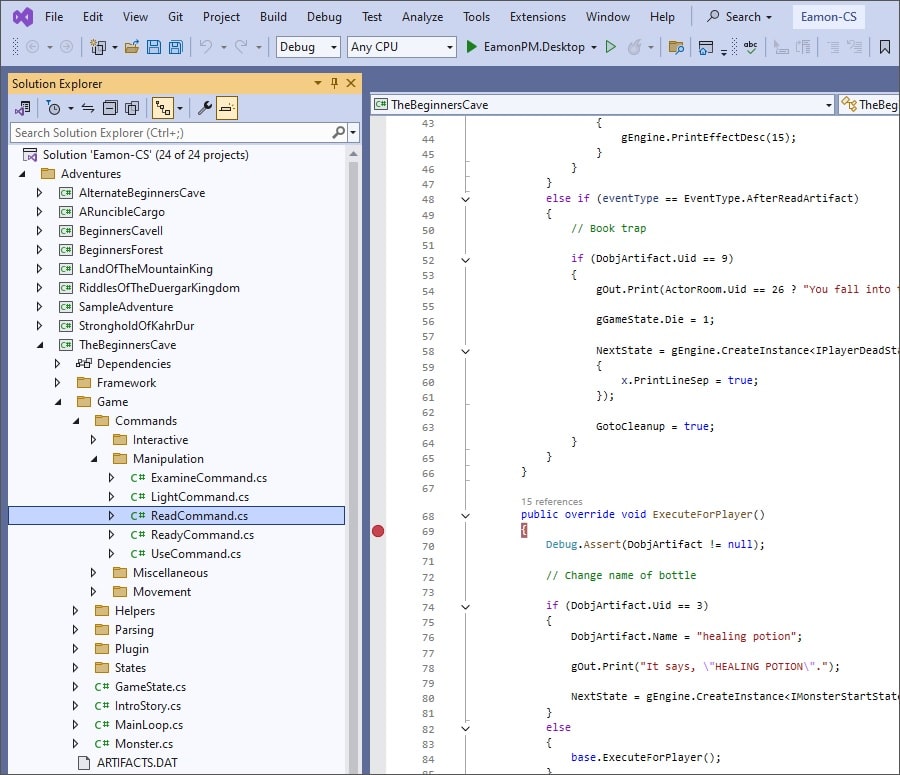 File Edit View Git Project Build Debug Test Analyze Tools Extensions Window Help Search Eamon-CS
Debug Any CPU EamonPM.Desktop abc
Solution Explorer
Search Solution Explorer (Ctrl+;)
Solution 'Eamon-CS' (24 of 24 projects)
Adventures
C# AlternateBeginnersCave
C# ARuncibleCargo
C# BeginnersCaveII
C# BeginnersForest
C# LandOfTheMountainKing
C# RiddlesOfTheDuergarKingdom
C# SampleAdventure
C# StrongholdOfKahrDur
C# TheBeginnersCave
Dependencies
Framework
Game
Commands
Interactive
Manipulation
C# ExamineCommand.cs
C# LightCommand.cs
C# ReadCommand.cs
C# ReadyCommand.cs
C# UseCommand.cs
Miscellaneous
Movement
Helpers
Parsing
Plugin
States
C# GameState.cs
C# IntroStory.cs
C# MainLoop.cs
C# Monster.cs
ARTIFACTS.DAT
C# TheBeginnersCave TheBeg
43 {
44 gEngine.PrintEffectDesc(15);
45 }
46 }
47 }
48 else if (eventType == EventType.AfterReadArtifact)
49 {
50 // Book trap
51
52 if (DobjArtifact.Uid == 9)
53 {
54 gOut.Print(ActorRoom.Uid == 26 ? "You fall into
55
56 gGameState.Die = 1;
57
58 NextState = gEngine.CreateInstance<IPlayerDeadSta
59 {
60 x.PrintLineSep = true;
61 });
62
63 GotoCleanup = true;
64 }
65 }
66 }
67
15 references
68 public override void ExecuteForPlayer()
69 {
70 Debug.Assert(DobjArtifact != null);
71
72 // Change name of bottle
73
74 if (DobjArtifact.Uid == 3)
75 {
76 DobjArtifact.Name = "healing potion";
77
78 gOut.Print("It says, \"HEALING POTION\".");
79
80 NextState = gEngine.CreateInstance<IMonsterStartState
81 }
82 else
83 {
84 base.ExecuteForPlayer();
85 }